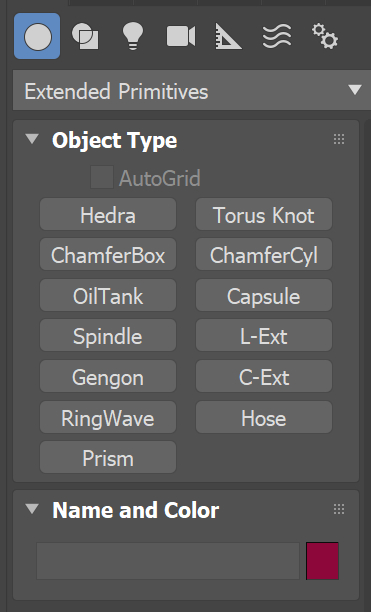 Extended Primitives
Object Type
AutoGrid
Hedra Torus Knot
ChamferBox ChamferCyl
OilTank Capsule
Spindle L-Ext
Gengon C-Ext
RingWave Hose
Prism
Name and Color